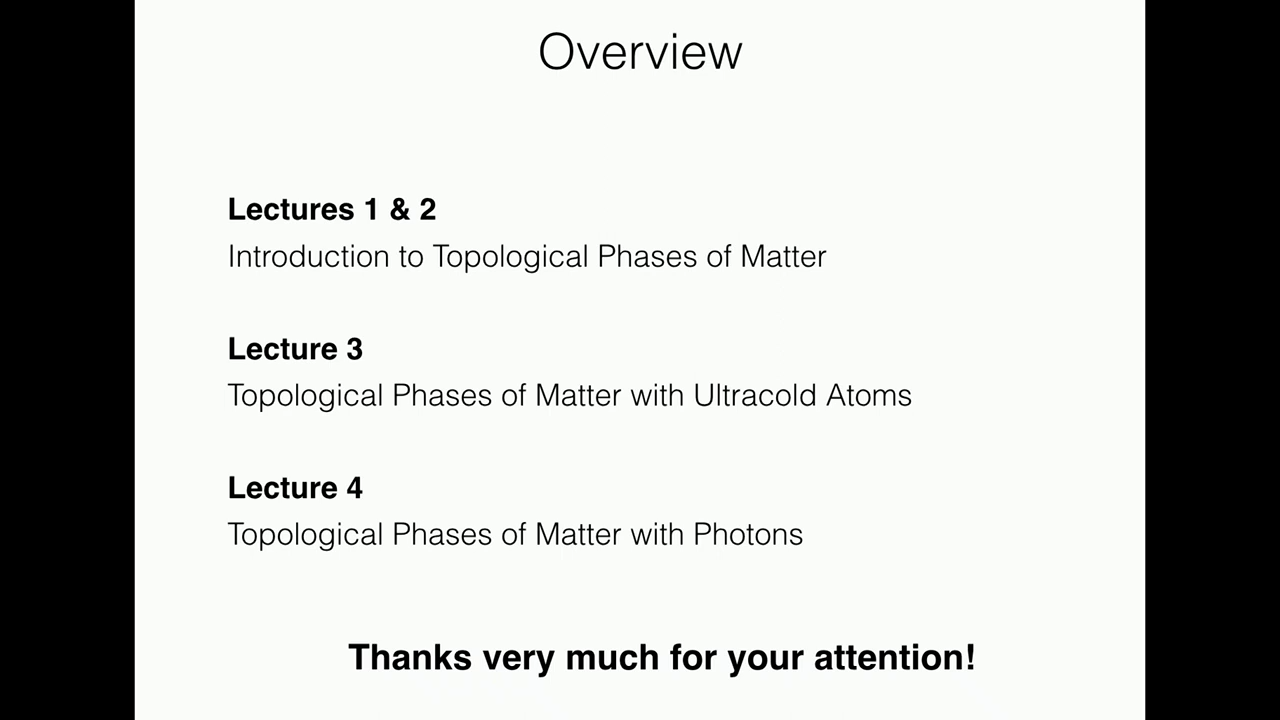 Overview
Lectures 1 & 2
Introduction to Topological Phases of Matter
Lecture 3
Topological Phases of Matter with Ultracold Atoms
Lecture 4
Topological Phases of Matter with Photons
Thanks very much for your attention!